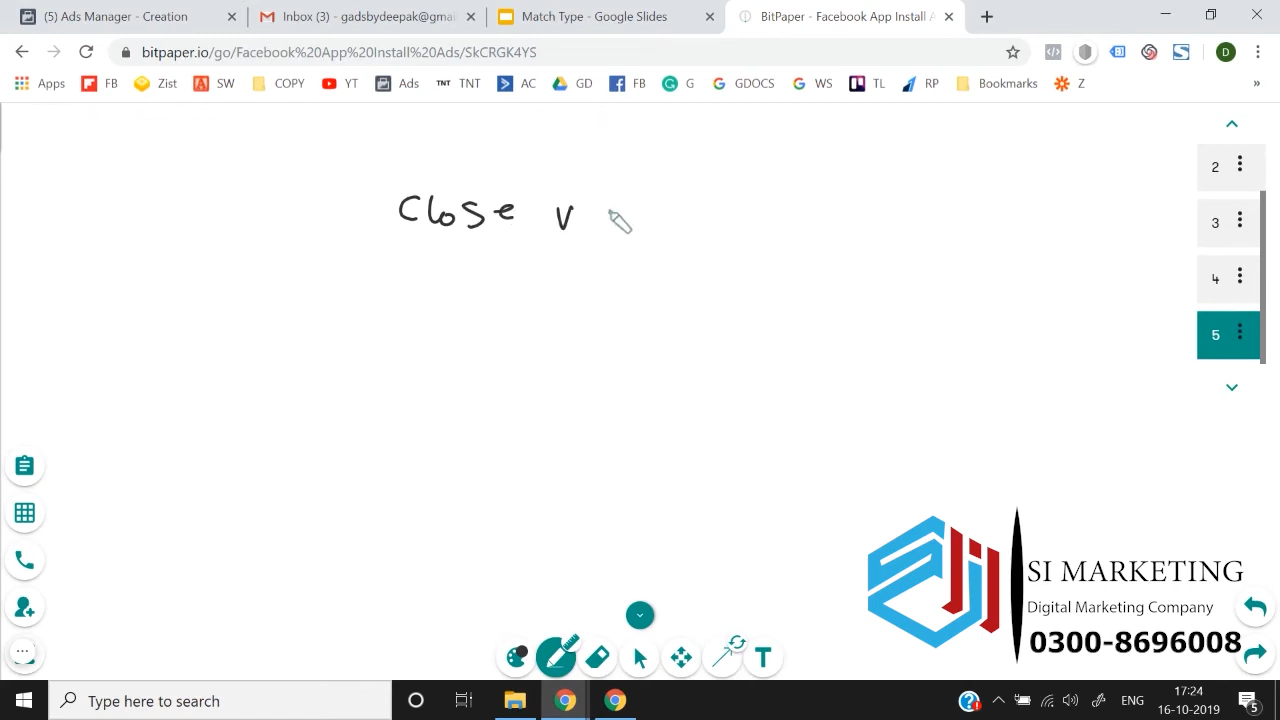 (5) Ads Manager - Creation
Inbox (3) - gadsbydeepak@gmail
Match Type - Google Slides
BitPaper - Facebook App Install A
bitpaper.io/go/Facebook%20App%20Install%20Ads/SkCRGK4YS
D
Apps FB Zist SW COPY YT Ads TNT TNT AC GD FB G GDOCS WS TL RP Bookmarks Z
Close v
2
3
4
5
SI MARKETING
Digital Marketing Company
0300-8696008
T
Type here to search
ENG
17:24
16-10-2019
5